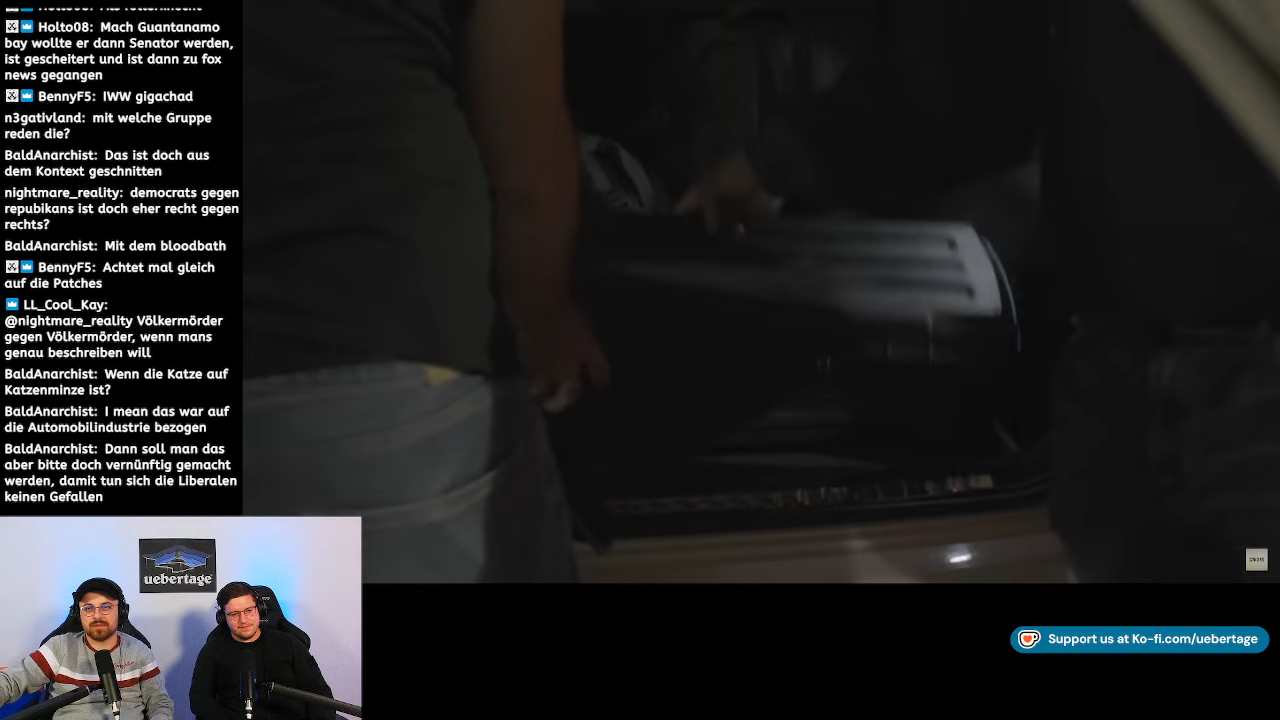 Holto08: Mach Guantanamo
bay wollte er dann Senator werden,
ist gescheitert und ist dann zu fox
news gegangen
BennyF5: IWW gigachad
n3gativland: mit welche Gruppe
reden die?
BaldAnarchist: Das ist doch aus
dem Kontext geschnitten
nightmare_reality: democrats gegen
repubikans ist doch eher recht gegen
rechts?
BaldAnarchist: Mit dem bloodbath
BennyF5: Achtet mal gleich
auf die Patches
LL_Cool_Kay:
@nightmare_reality Völkermörder
gegen Völkermörder, wenn mans
genau beschreiben will
BaldAnarchist: Wenn die Katze auf
Katzenminze ist?
BaldAnarchist: I mean das war auf
die Automobilindustrie bezogen
BaldAnarchist: Dann soll man das
aber bitte doch vernünftig gemacht
werden, damit tun sich die Liberalen
keinen Gefallen
uebertage
Support us at Ko-fi.com/uebertage